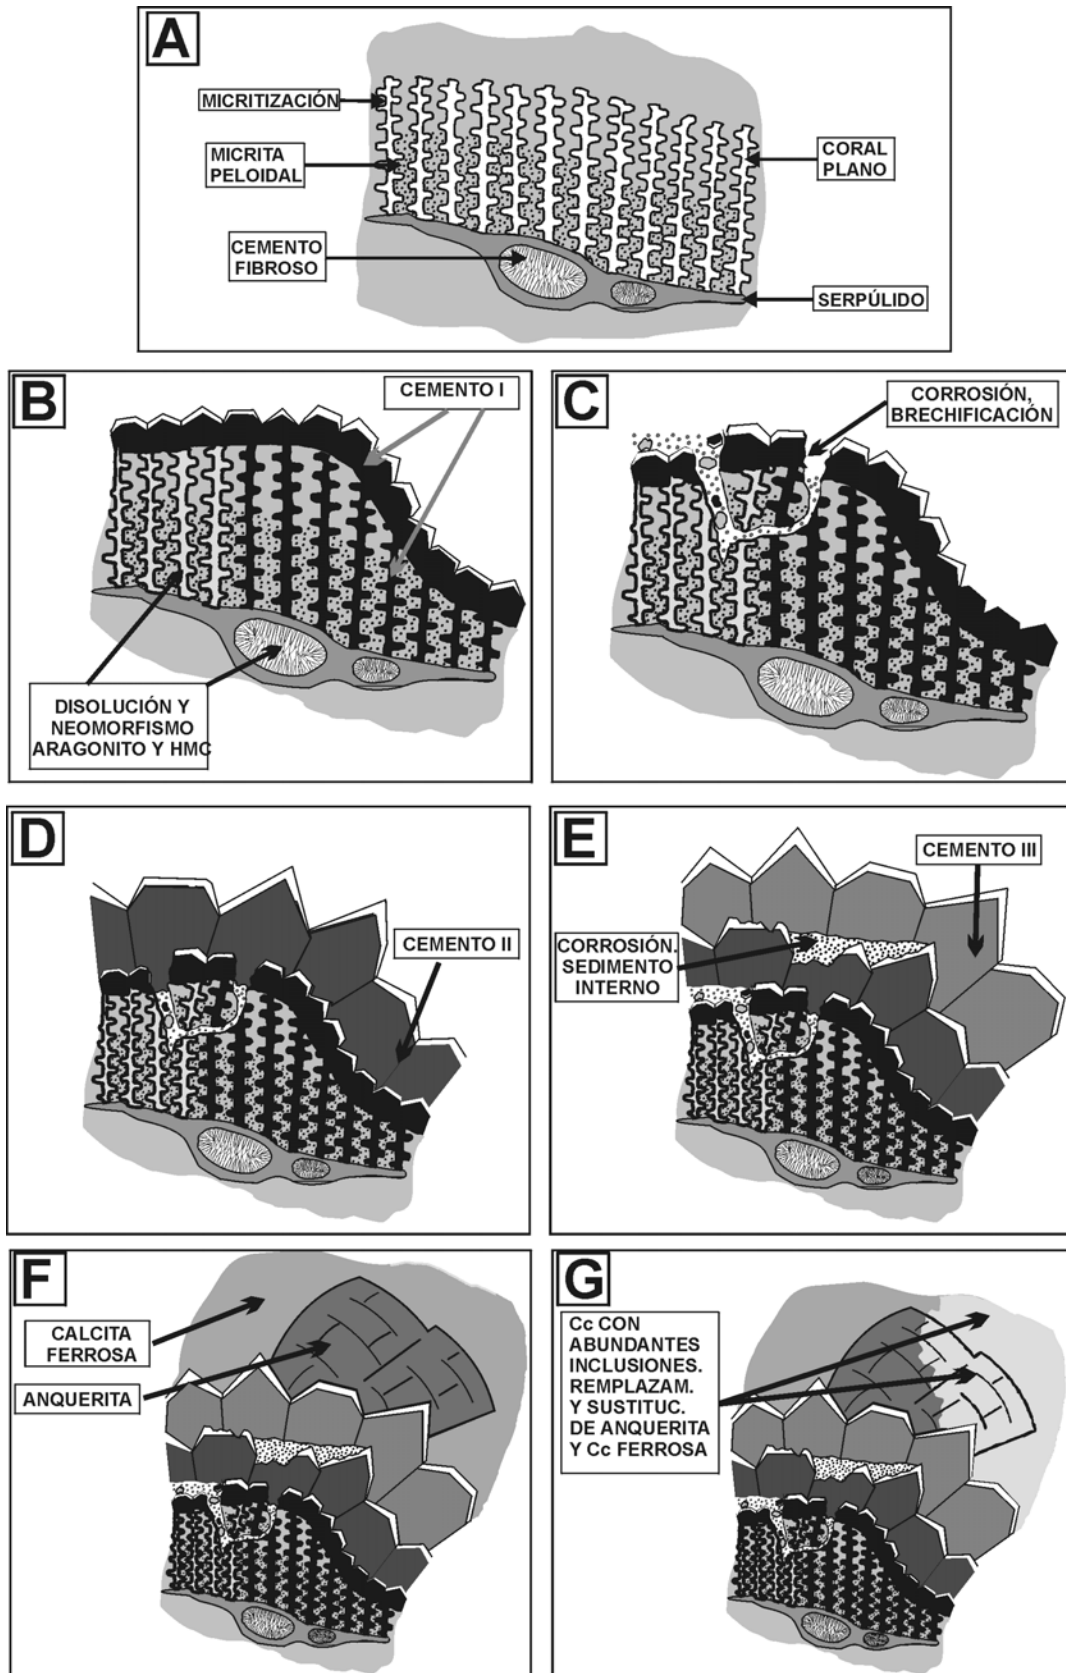 A
MICRITIZACIÓN
MICRITA
PELOIDAL
CEMENTO
FIBROSO
CORAL
PLANO
SERPÚLIDO
B
CEMENTO I
DISOLUCIÓN Y
NEOMORFISMO
ARAGONITO Y HMC
C
CORROSIÓN,
BRECHIFICACIÓN
D
CEMENTO II
E
CEMENTO III
CORROSIÓN.
SEDIMENTO
INTERNO
F
CALCITA
FERROSA
ANQUERITA
G
Cc CON
ABUNDANTES
INCLUSIONES.
REMPLAZAM.
Y SUSTITUC.
DE ANQUERITA
Y Cc FERROSA